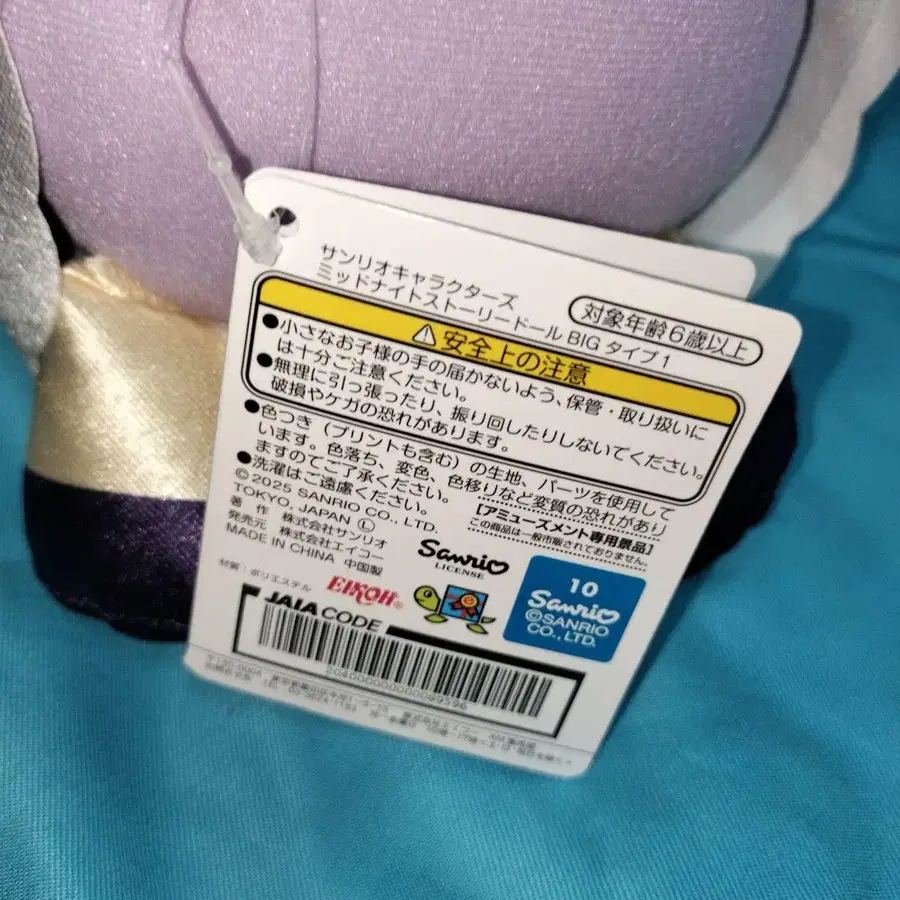 サンリオキャラクターズ
ミッドナイトストーリードール BIG タイプ1
対象年齢6歳以上
安全上の注意
●小さなお子様の手の届かないよう、保管・取り扱いに
は十分ご注意ください。
●無理に引っ張ったり、振り回したりしないでください。
破損やケガの恐れがあります。
●色つき（プリントも含む）の生地、パーツを使用して
います。色落ち、変色、色移りなど変質の恐れがあり
ますのでご了承ください。
●洗濯はご遠慮ください。
©2025 SANRIO CO., LTD.
TOKYO, JAPAN Ⓛ
著 作 株式会社サンリオ
発売元 株式会社エイコー
MADE IN CHINA 中国製
材質：ポリエステル
［アミューズメント専用景品］
この商品は一般市販されておりません。
Sanrio
LICENSE
EIKOH®
e
10
Sanrio
©SANRIO
CO., LTD.
JAIA CODE